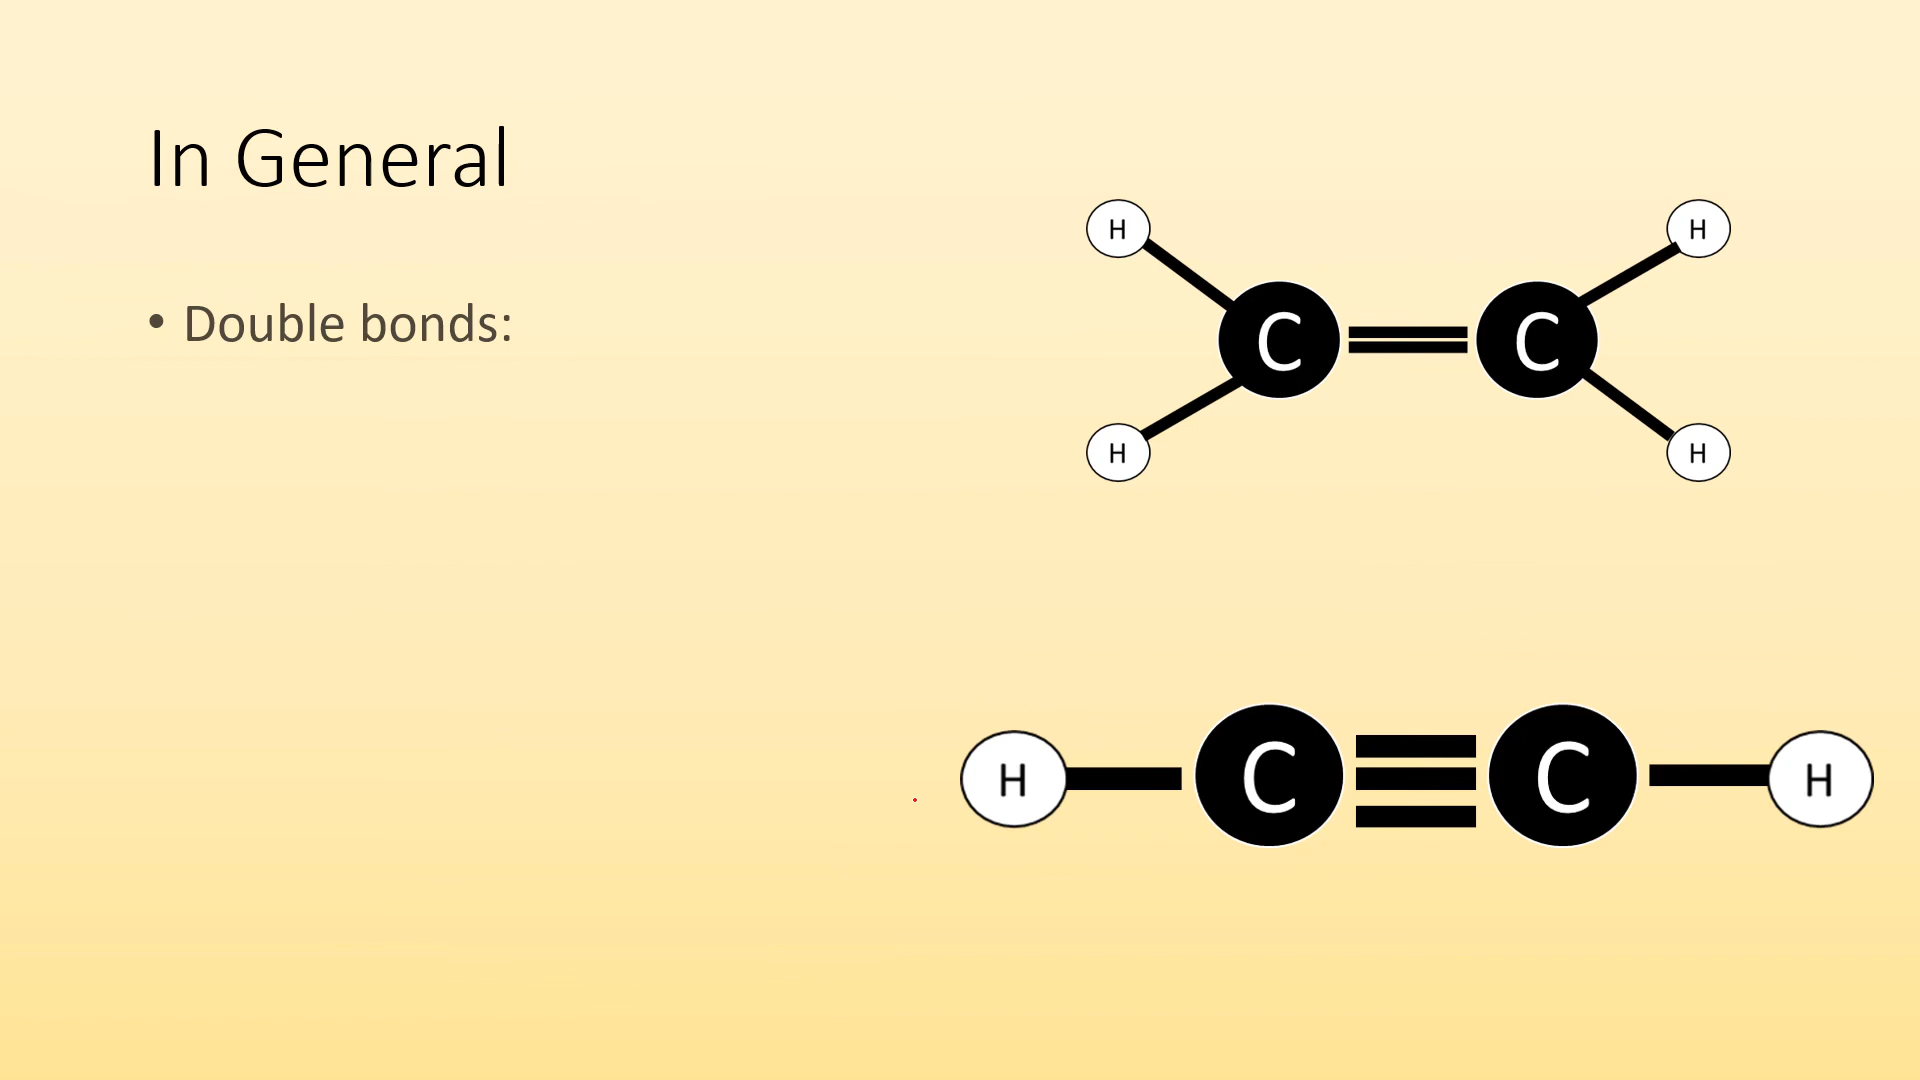 In General
• Double bonds:
H H
C C
H H
H C C H